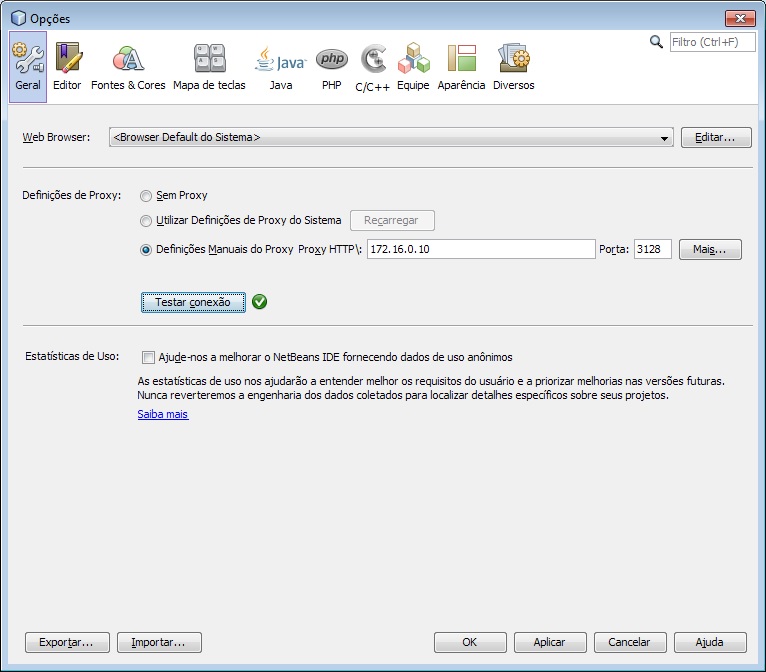 Opções
Filtro (Ctrl+F)
Geral
Editor
Fontes & Cores
Mapa de teclas
Java
Java
php
PHP
C/C++
Equipe
Aparência
Diversos
Web Browser:
<Browser Default do Sistema>
Editar...
Definições de Proxy:
Sem Proxy
Utilizar Definições de Proxy do Sistema
Recarregar
Definições Manuais do Proxy Proxy HTTP\: 172.16.0.10 Porta: 3128 Mais...
Testar conexão
Estatísticas de Uso:
Ajude-nos a melhorar o NetBeans IDE fornecendo dados de uso anônimos
As estatísticas de uso nos ajudarão a entender melhor os requisitos do usuário e a priorizar melhorias nas versões futuras.
Nunca reverteremos a engenharia dos dados coletados para localizar detalhes específicos sobre seus projetos.
Saiba mais
Exportar...
Importar...
OK
Aplicar
Cancelar
Ajuda